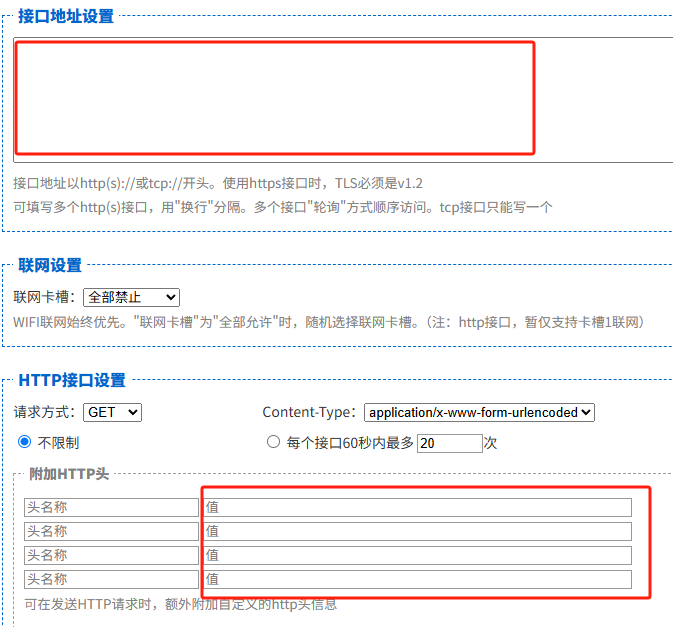 接口地址设置
接口地址以http(s)://或tcp://开头。使用https接口时，TLS必须是v1.2
可填写多个http(s)接口，用"换行"分隔。多个接口"轮询"方式顺序访问。tcp接口只能写一个
联网设置
联网卡槽： 全部禁止
WIFI联网始终优先。"联网卡槽"为"全部允许"时，随机选择联网卡槽。（注：http接口，暂仅支持卡槽1联网）
HTTP接口设置
请求方式： GET Content-Type： application/x-www-form-urlencoded
不限制 每个接口60秒内最多 20 次
附加HTTP头
头名称 值
头名称 值
头名称 值
头名称 值
可在发送HTTP请求时，额外附加自定义的http头信息